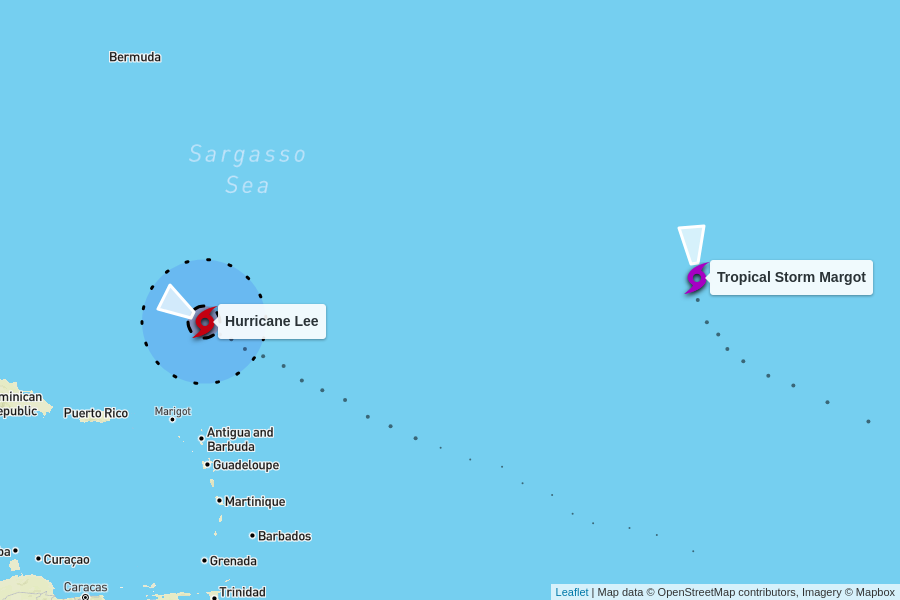 Bermuda
Sargasso
Sea
Tropical Storm Margot
Hurricane Lee
minican
epublic
Puerto Rico
Marigot
Antigua and
Barbuda
Guadeloupe
Martinique
Barbados
ba
Curaçao
Grenada
Caracas
Trinidad
Leaflet | Map data © OpenStreetMap contributors, Imagery © Mapbox